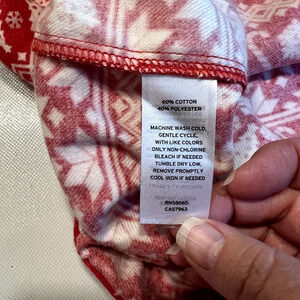 60% COTTON
40% POLYESTER
MACHINE WASH COLD,
GENTLE CYCLE,
WITH LIKE COLORS
ONLY NON-CHLORINE
BLEACH IF NEEDED
TUMBLE DRY LOW,
REMOVE PROMPTLY
COOL IRON IF NEEDED
RN58665
CA57963